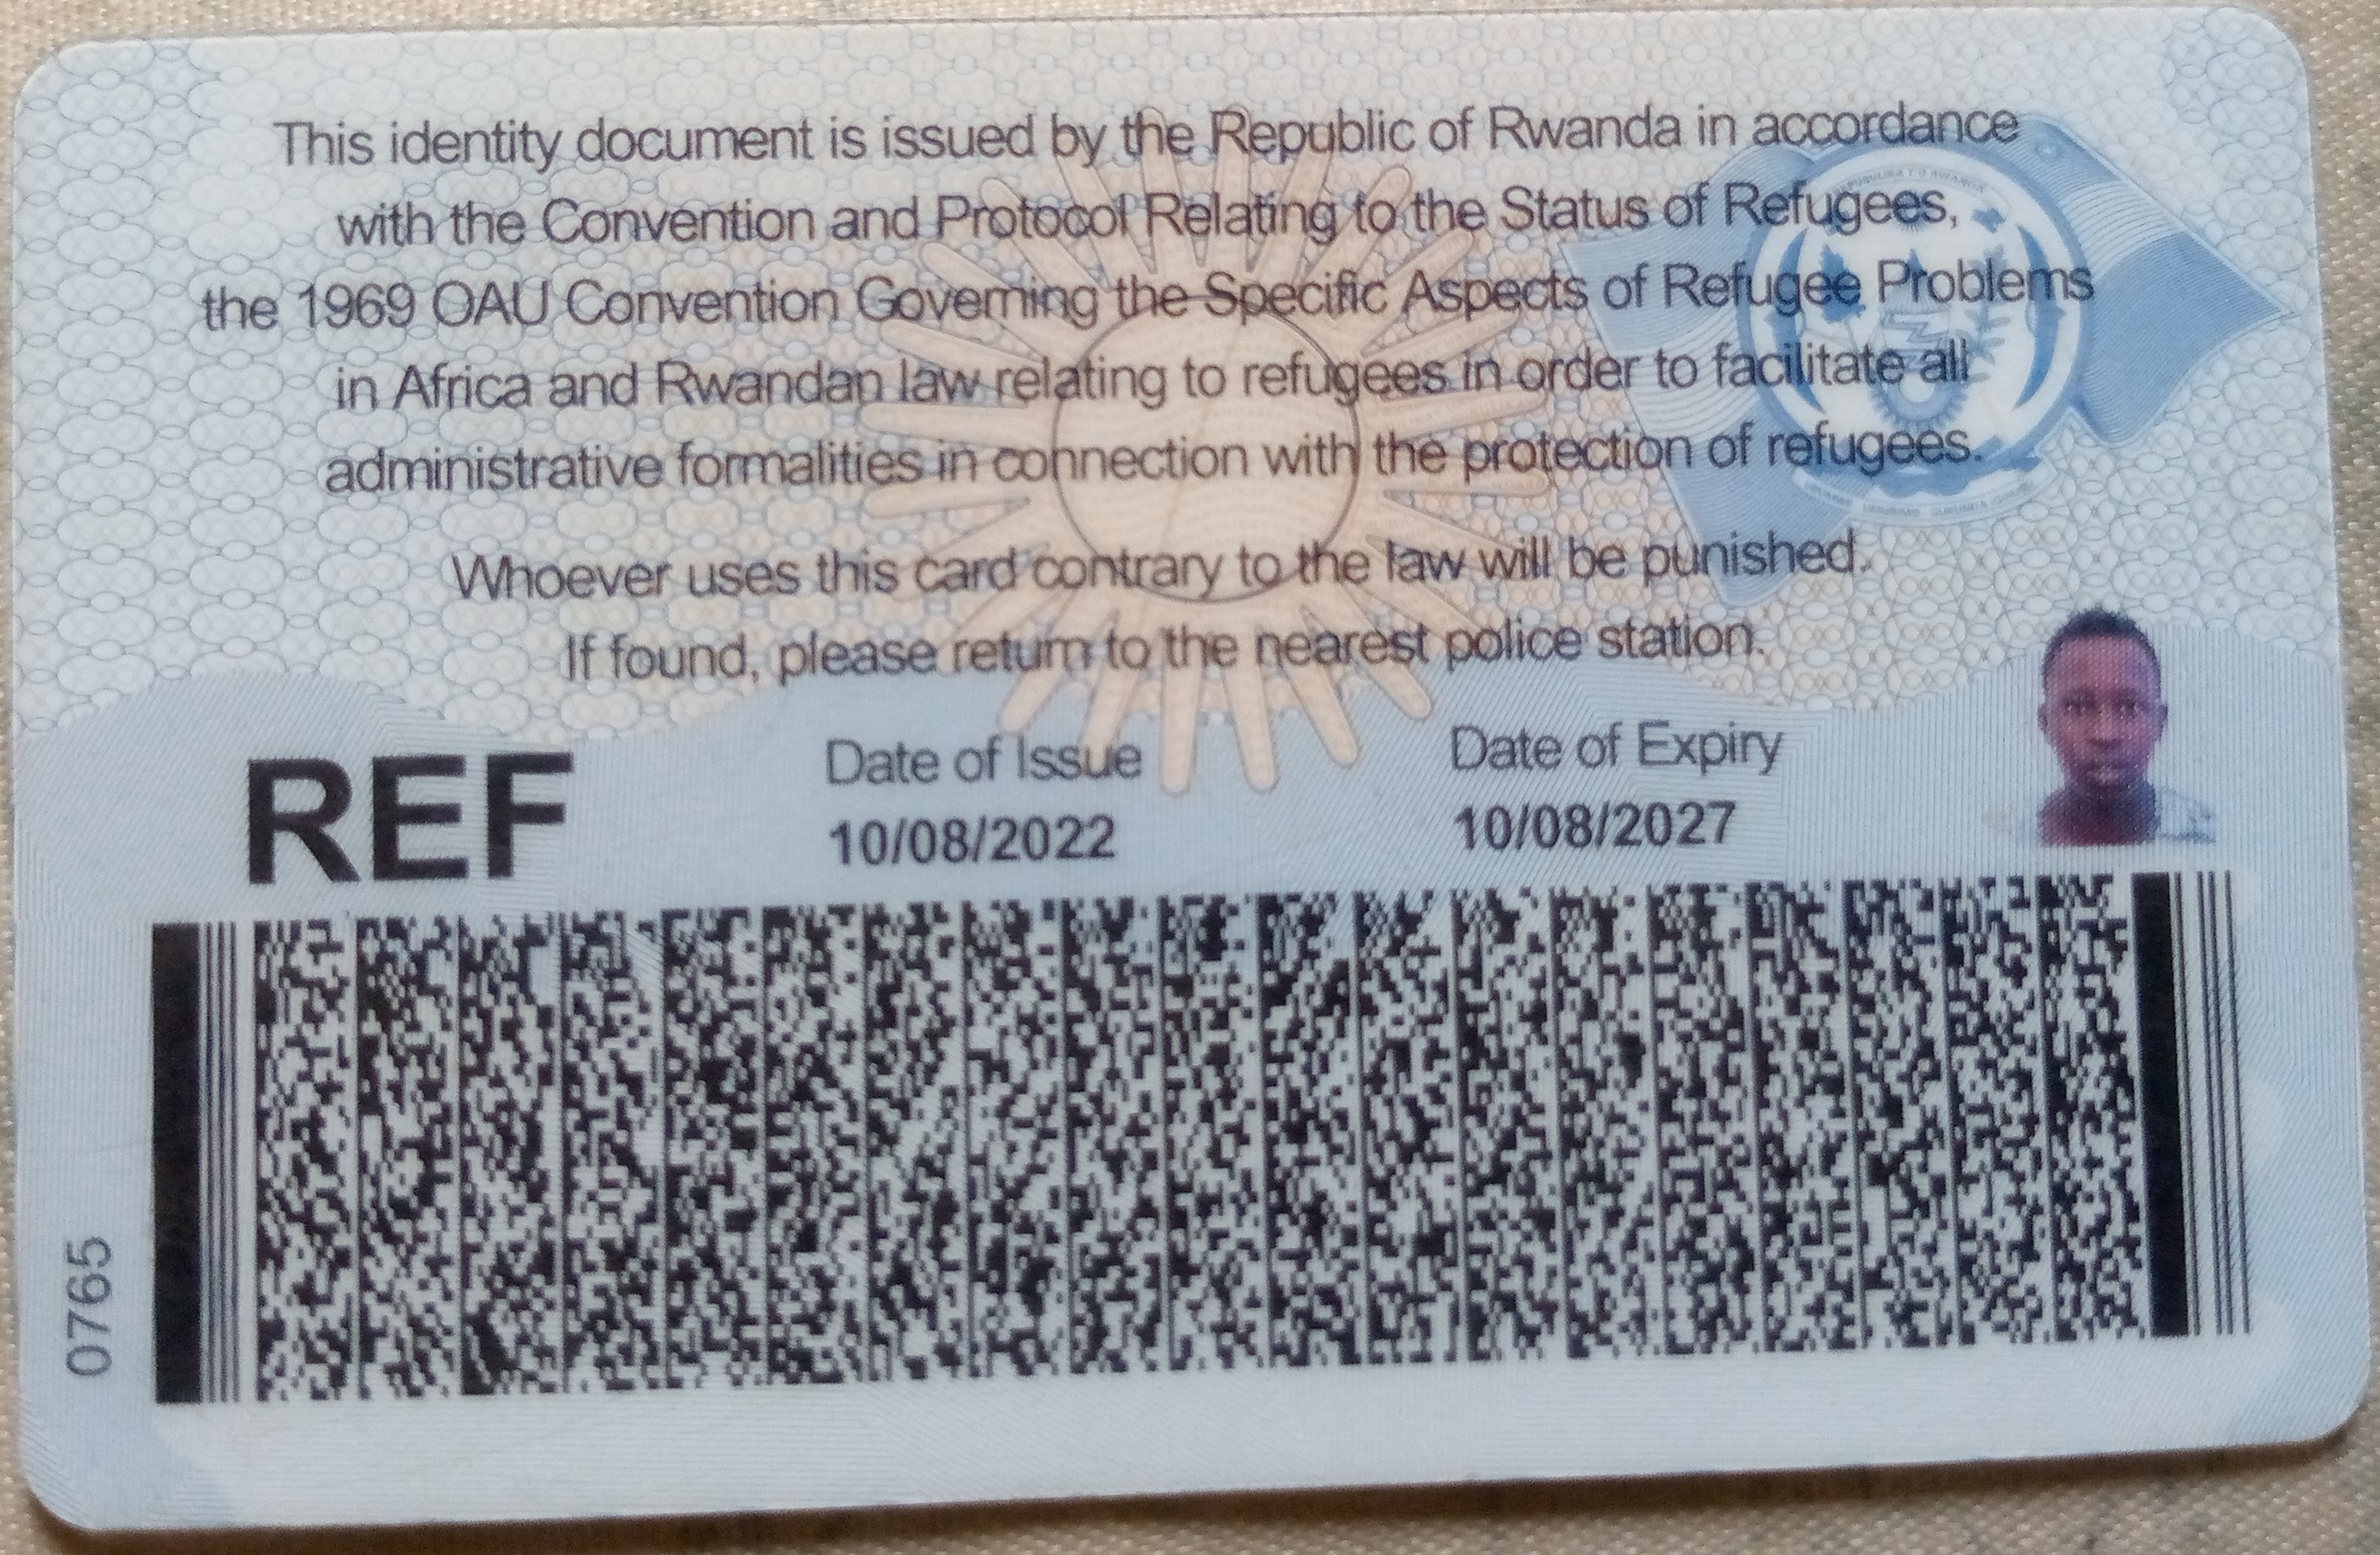 This identity document is issued by the Republic of Rwanda in accordance
with the Convention and Protocol Relating to the Status of Refugees,
the 1969 OAU Convention Governing the Specific Aspects of Refugee Problems
in Africa and Rwandan law relating to refugees in order to facilitate all
administrative formalities in connection with the protection of refugees.
Whoever uses this card contrary to the law will be punished.
If found, please return to the nearest police station.
REF
Date of Issue
10/08/2022
Date of Expiry
10/08/2027
0765